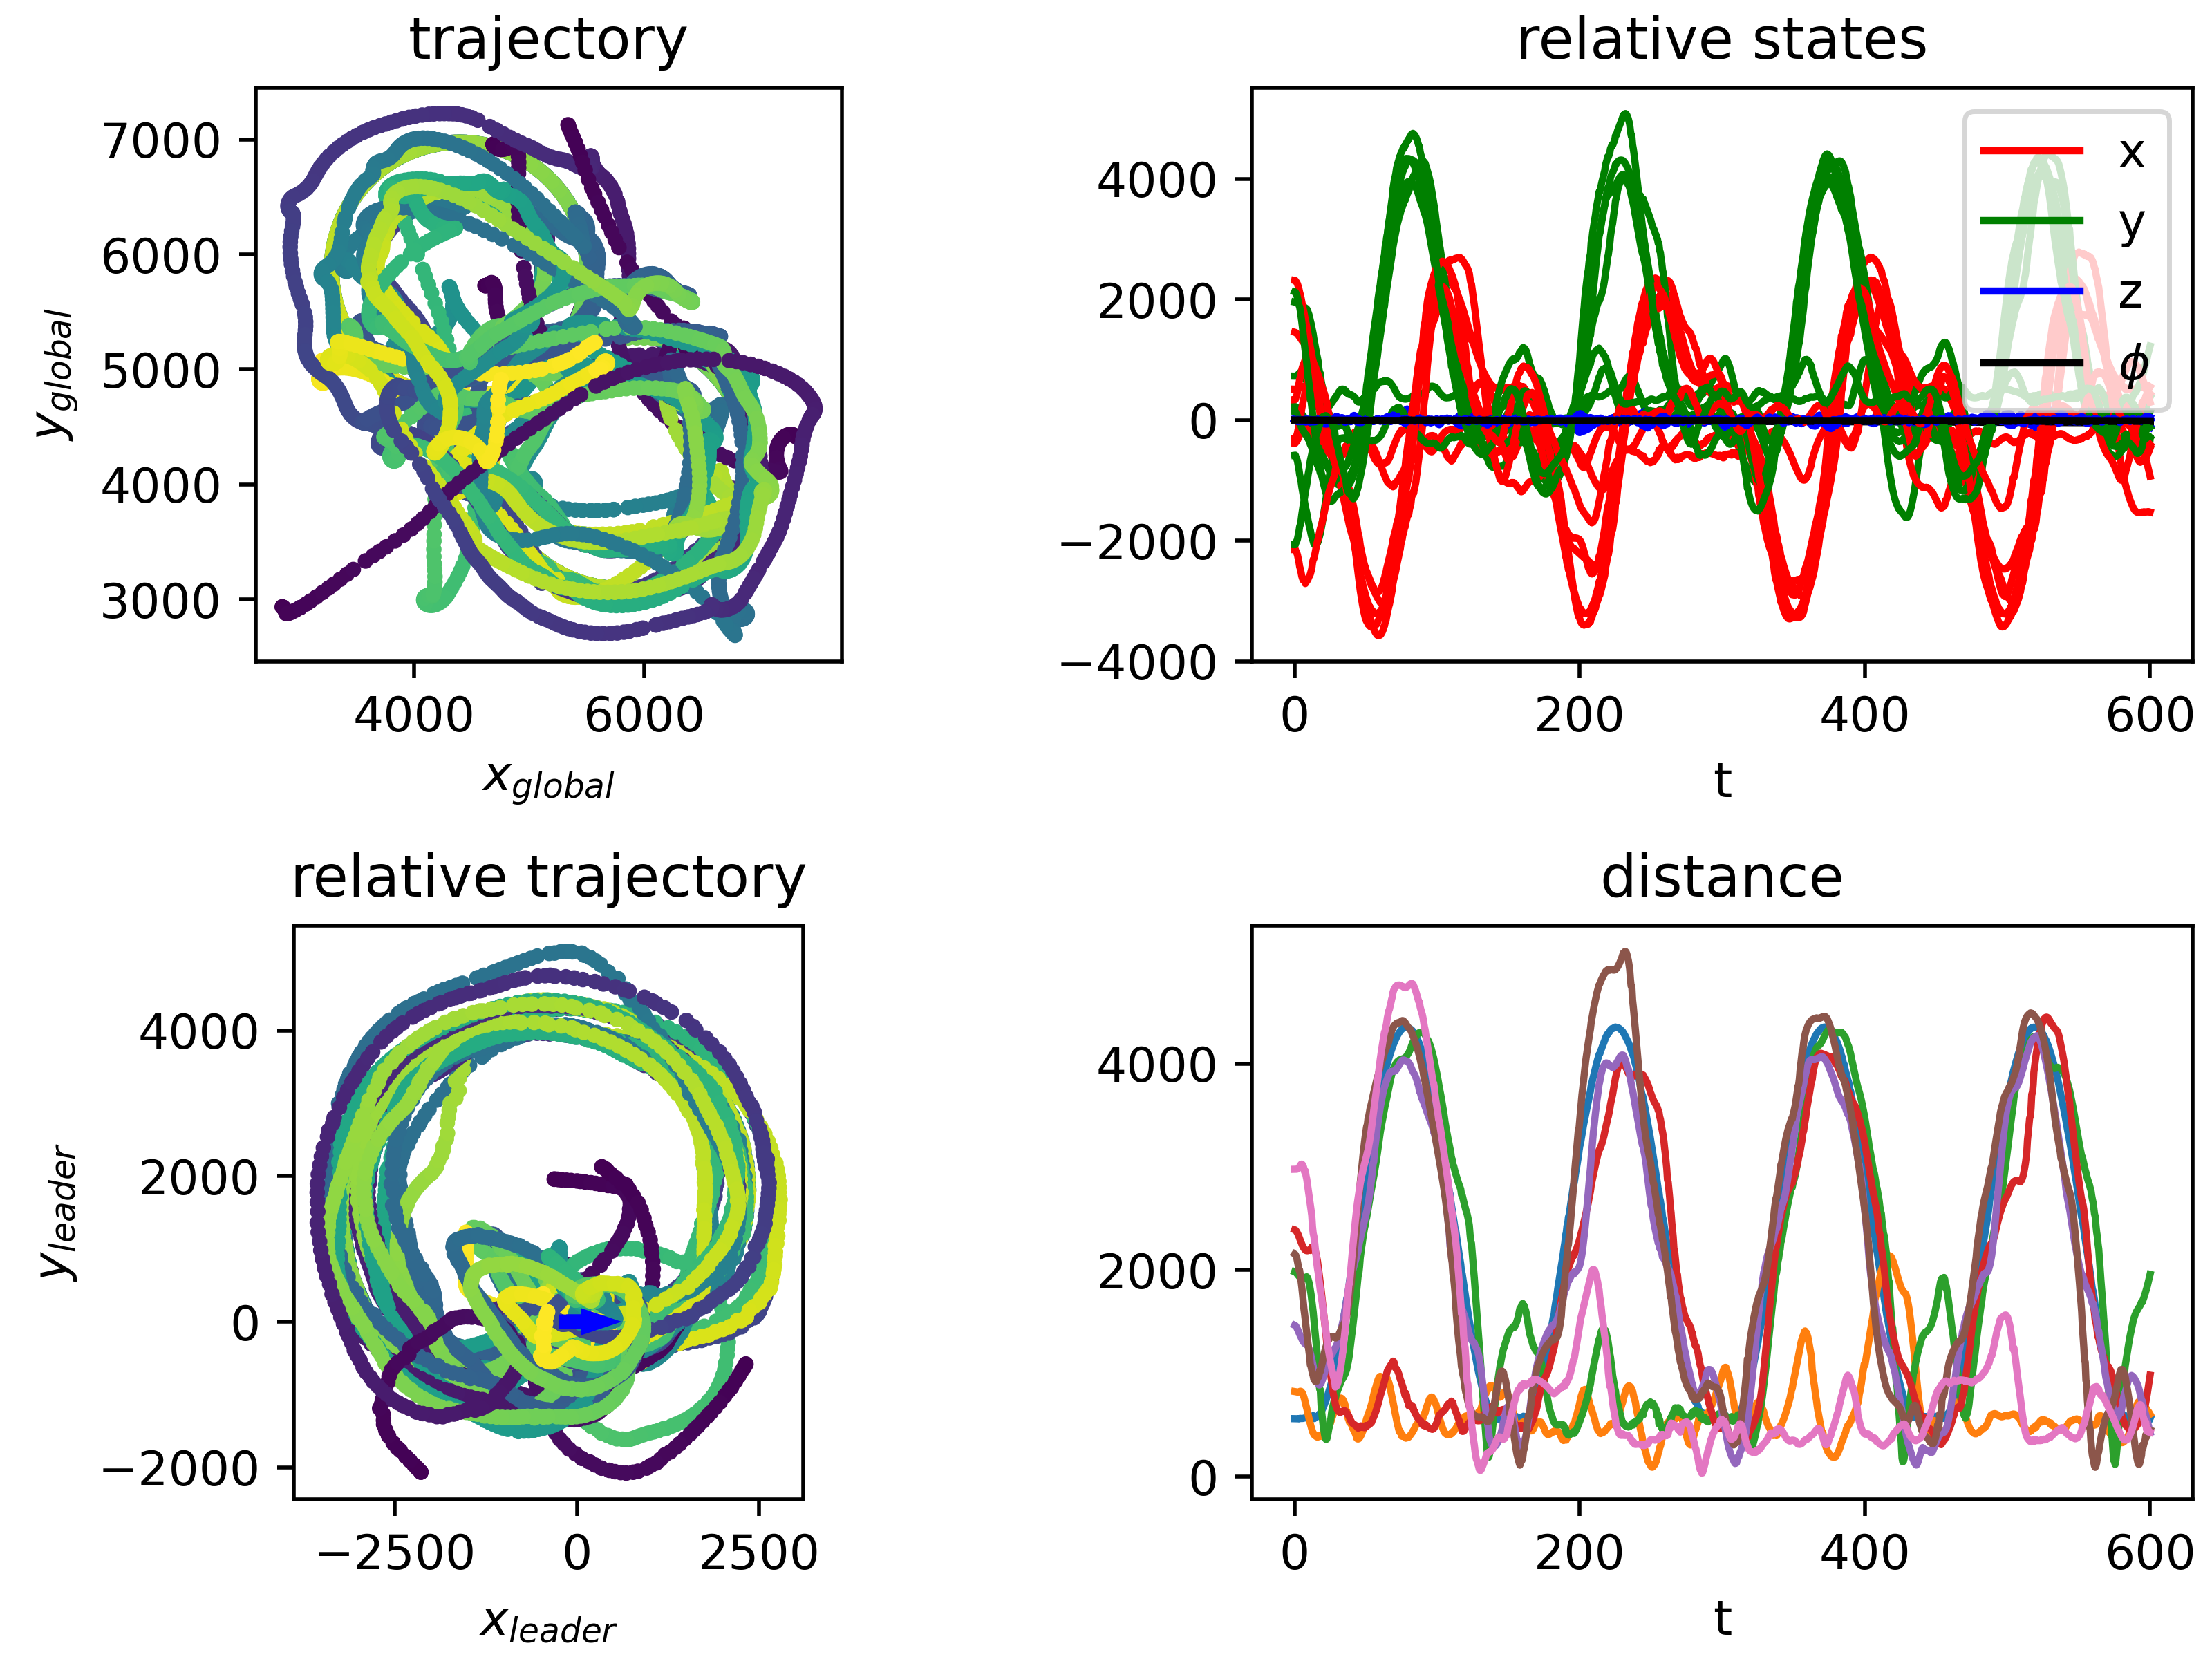 trajectory
7000
6000
5000
4000
3000
y_global
4000 6000
x_global
relative states
4000
2000
0
−2000
−4000
x
y
z
ϕ
0 200 400 600
t
relative trajectory
4000
2000
0
−2000
y_leader
−2500 0 2500
x_leader
distance
4000
2000
0
0 200 400 600
t